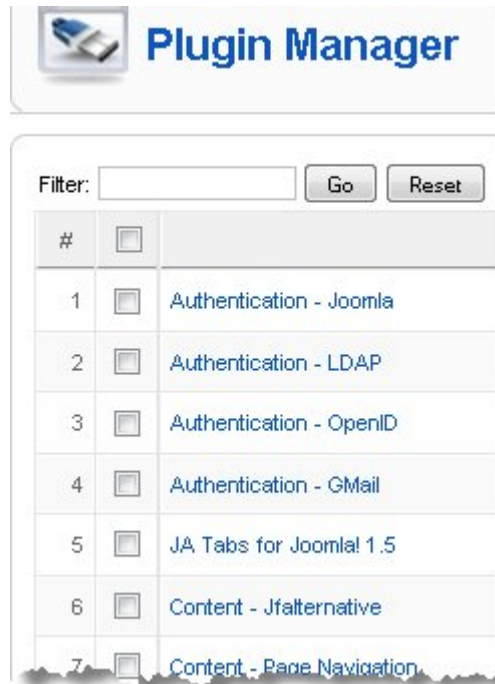 Plugin Manager
Filter: Go Reset
#
1 Authentication - Joomla
2 Authentication - LDAP
3 Authentication - OpenID
4 Authentication - GMail
5 JA Tabs for Joomla! 1.5
6 Content - Jfalternative
7 Content - Page Navigation